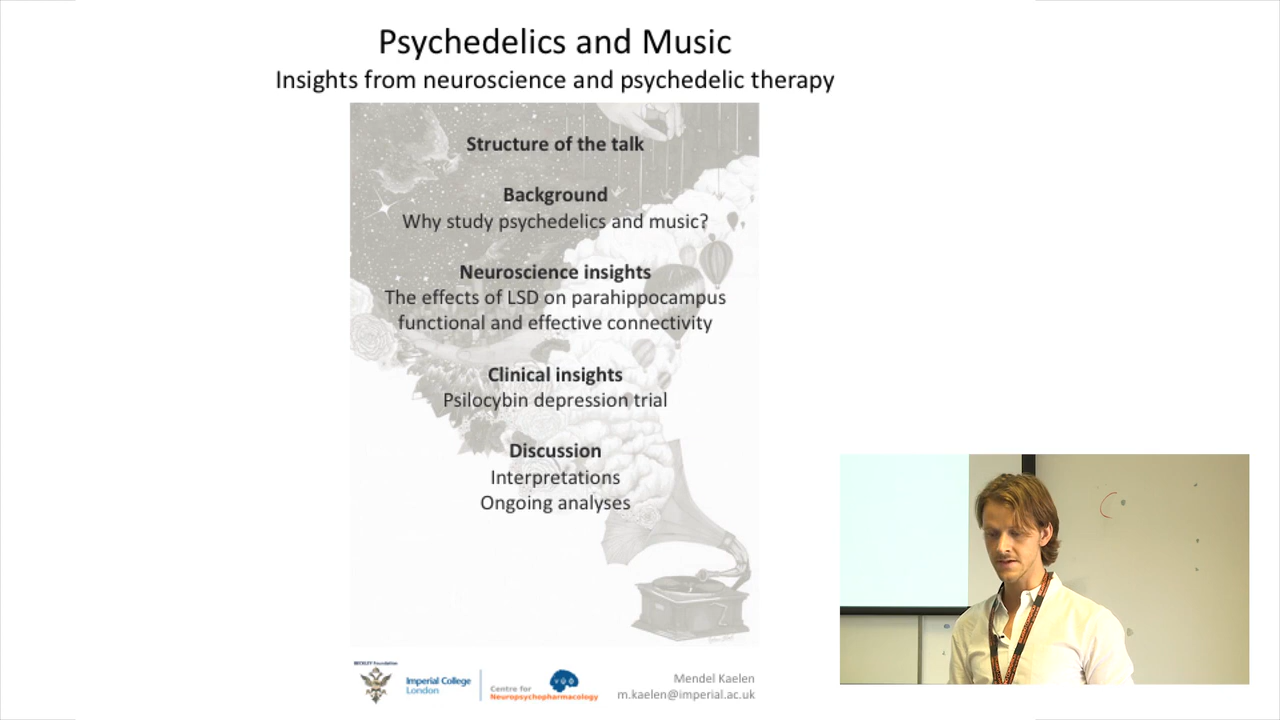 Psychedelics and Music
Insights from neuroscience and psychedelic therapy
Structure of the talk
Background
Why study psychedelics and music?
Neuroscience insights
The effects of LSD on parahippocampus
functional and effective connectivity
Clinical insights
Psilocybin depression trial
Discussion
Interpretations
Ongoing analyses
BECKLEY Foundation
Imperial College
London
Centre for
Neuropsychopharmacology
Mendel Kaelen
m.kaelen@imperial.ac.uk